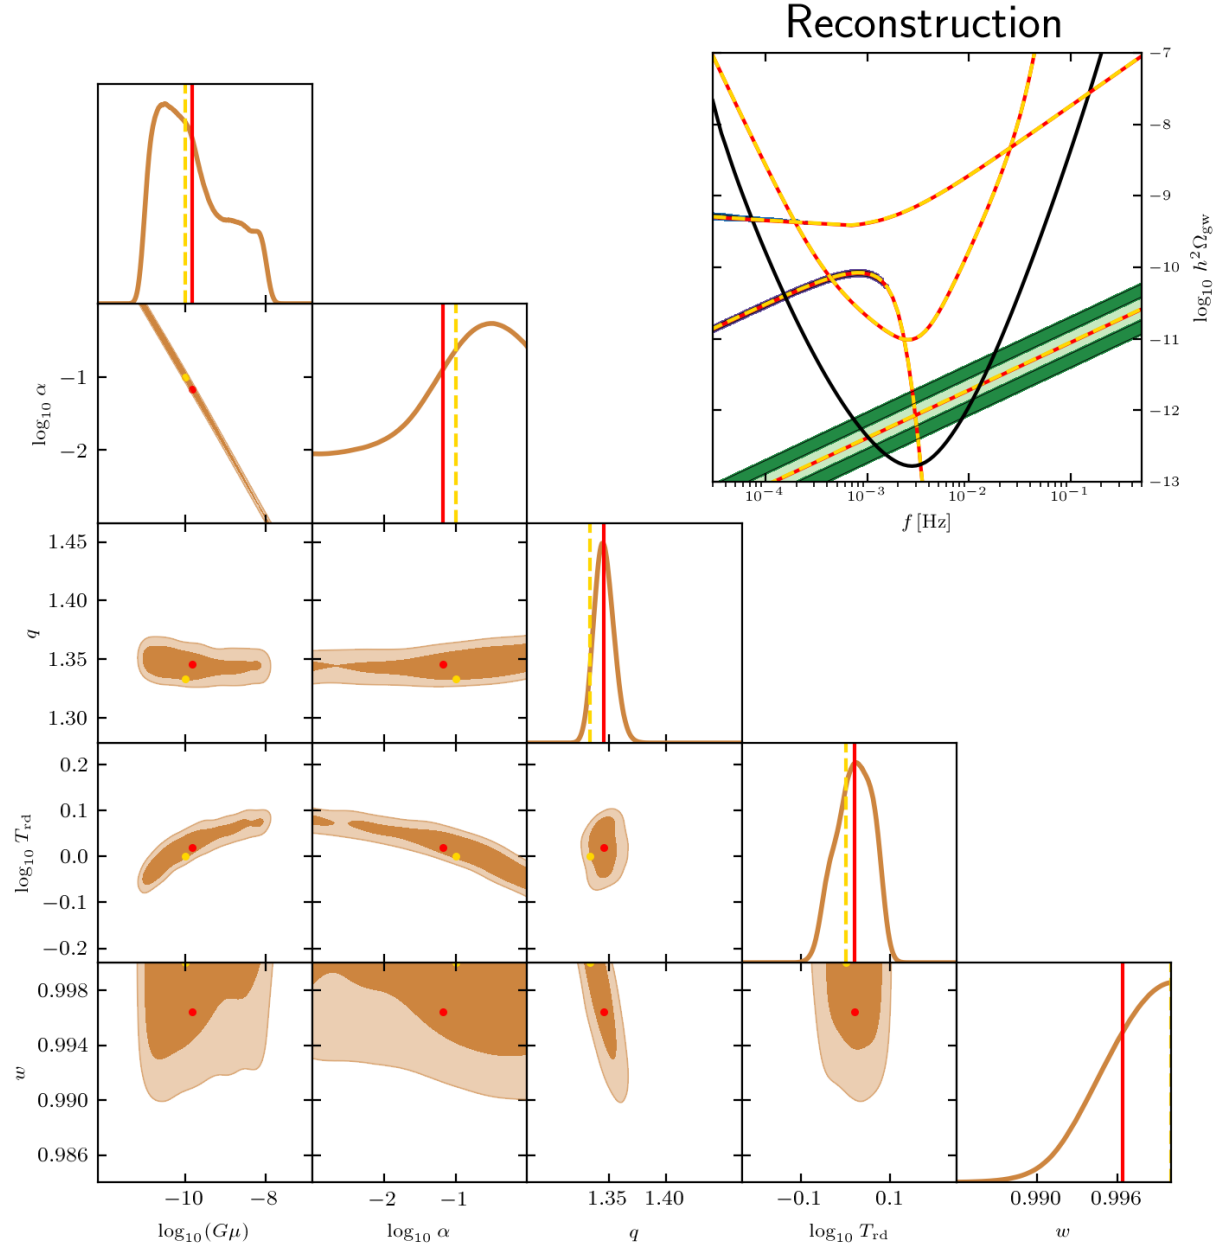 Reconstruction
−7
−8
−9
−10
−11
−12
−13
log₁₀ h²Ω_gw
10⁻⁴ 10⁻³ 10⁻² 10⁻¹
f [Hz]
−1
−2
log₁₀ α
1.45
1.40
1.35
1.30
q
0.2
0.1
0.0
−0.1
−0.2
log₁₀ T_rd
0.998
0.994
0.990
0.986
w
−10 −8 −2 −1 1.35 1.40 −0.1 0.1 0.990 0.996
log₁₀(Gμ) log₁₀ α q log₁₀ T_rd w